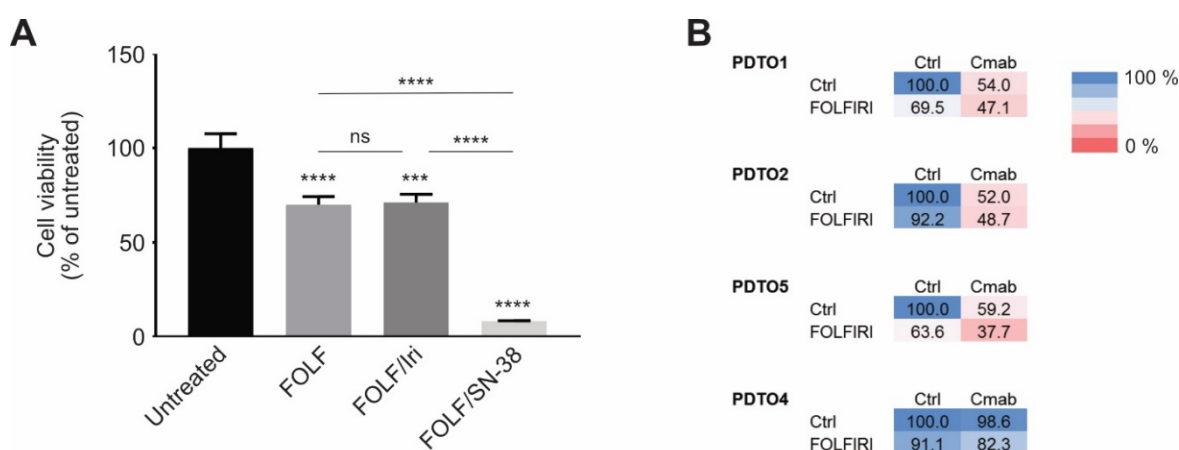 A
Cell viability
(% of untreated)
150
100
50
0
****
ns
****
****
***
****
Untreated
FOLF
FOLF/Iri
FOLF/SN-38
B
PDTO1
Ctrl Cmab
Ctrl 100.0 54.0
FOLFIRI 69.5 47.1
100 %
0 %
PDTO2
Ctrl Cmab
Ctrl 100.0 52.0
FOLFIRI 92.2 48.7
PDTO5
Ctrl Cmab
Ctrl 100.0 59.2
FOLFIRI 63.6 37.7
PDTO4
Ctrl Cmab
Ctrl 100.0 98.6
FOLFIRI 91.1 82.3